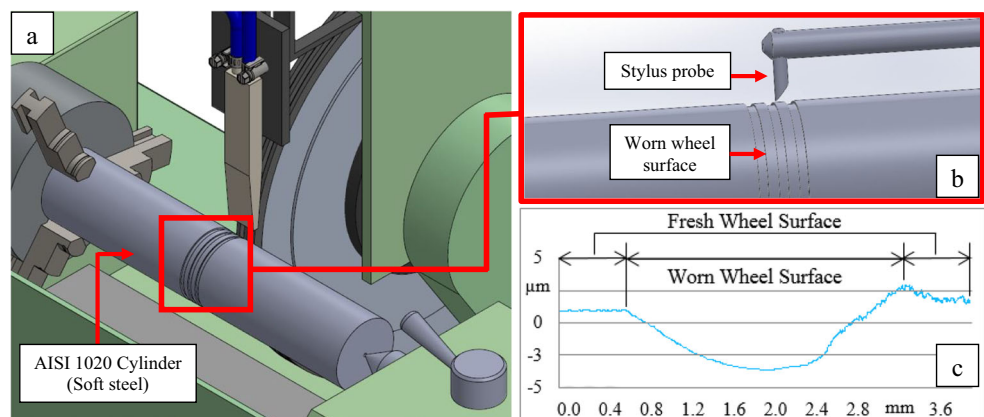 a
AISI 1020 Cylinder
(Soft steel)
Stylus probe
Worn wheel
surface
b
Fresh Wheel Surface
Worn Wheel Surface
5
µm
0
-3
-5
c
0.0 0.4 0.8 1.2 1.6 2.0 2.4 2.8 mm 3.6